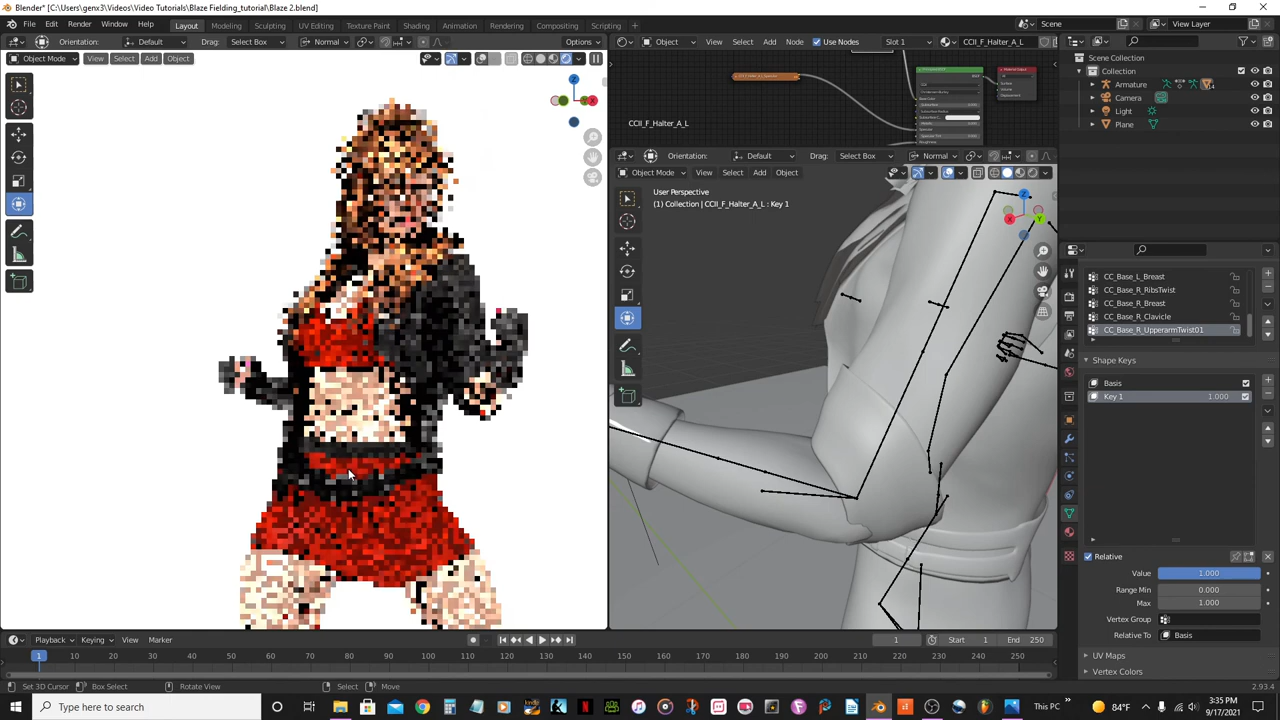 Blender* [C:\Users\genx3\Videos\Video Tutorials\Blaze Fielding_tutorial\Blaze 2.blend]
File Edit Render Window Help Layout Modeling Sculpting UV Editing Texture Paint Shading Animation Rendering Compositing Scripting Scene View Layer
Orientation: Default Drag: Select Box Normal Options
Object Mode View Select Add Object
Object View Select Add Node Use Nodes Slot 1 CCII_F_Halter_A_L
CCII_F_Halter_A_L
Scene Collection
Collection
Armature
Camera
Plane
Orientation: Default Drag: Select Box Normal
Object Mode View Select Add Object
User Perspective
(1) Collection | CCII_F_Halter_A_L : Key 1
CC_Base_L_Breast
CC_Base_L_RibsTwist
CC_Base_R_Breast
CC_Base_R_Clavicle
CC_Base_R_UpperarmTwist01
Shape Keys
Basis
Key 1 1.000
Relative
Value 1.000
Range Min 0.000
Max 1.000
Vertex Group
Relative To Basis
UV Maps
Vertex Colors
Playback Keying View Marker 1 Start 1 End 250
1 10 20 30 40 50 60 70 80 90 100 110 120 130 140 150 160 170 180 190 200 210 220 230 240 250
Set 3D Cursor Box Select Rotate View Select Move 2.93.4
Type here to search This PC 84°F 3:35 PM
9/17/2021